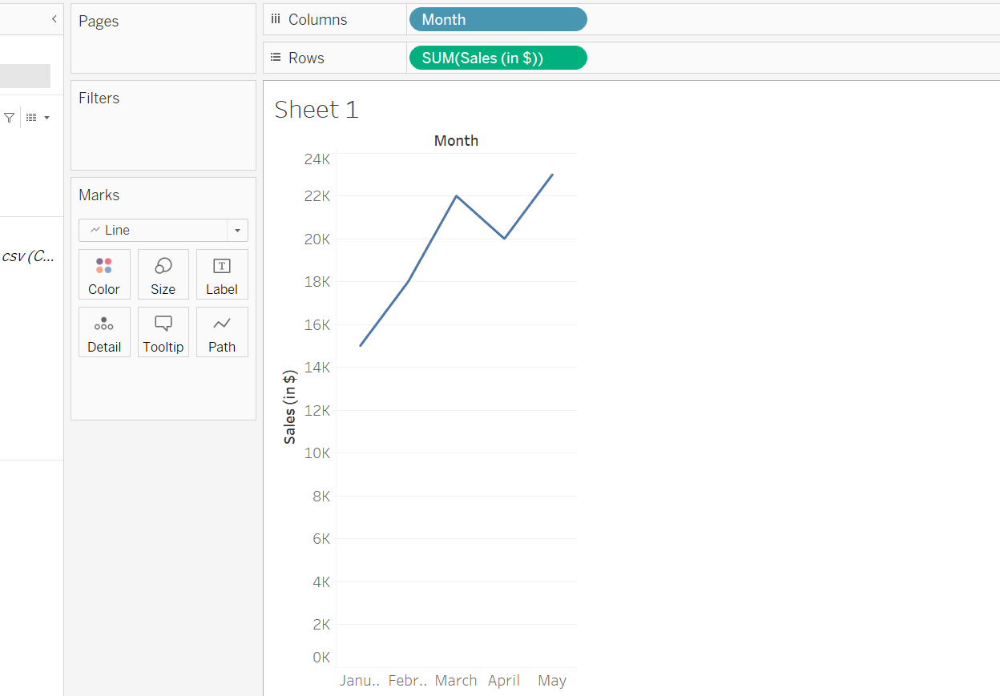 Pages
Columns
Month
Rows
SUM(Sales (in $))
Filters
Sheet 1
Month
Marks
Line
Color
Size
Label
Detail
Tooltip
Path
csv (C...
Sales (in $)
24K
22K
20K
18K
16K
14K
12K
10K
8K
6K
4K
2K
0K
Janu.. Febr.. March April May